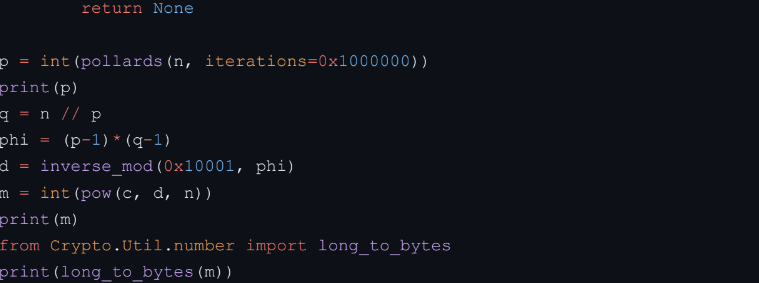 return None
p = int(pollards(n, iterations=0x1000000))
print(p)
q = n // p
phi = (p-1)*(q-1)
d = inverse_mod(0x10001, phi)
m = int(pow(c, d, n))
print(m)
from Crypto.Util.number import long_to_bytes
print(long_to_bytes(m))